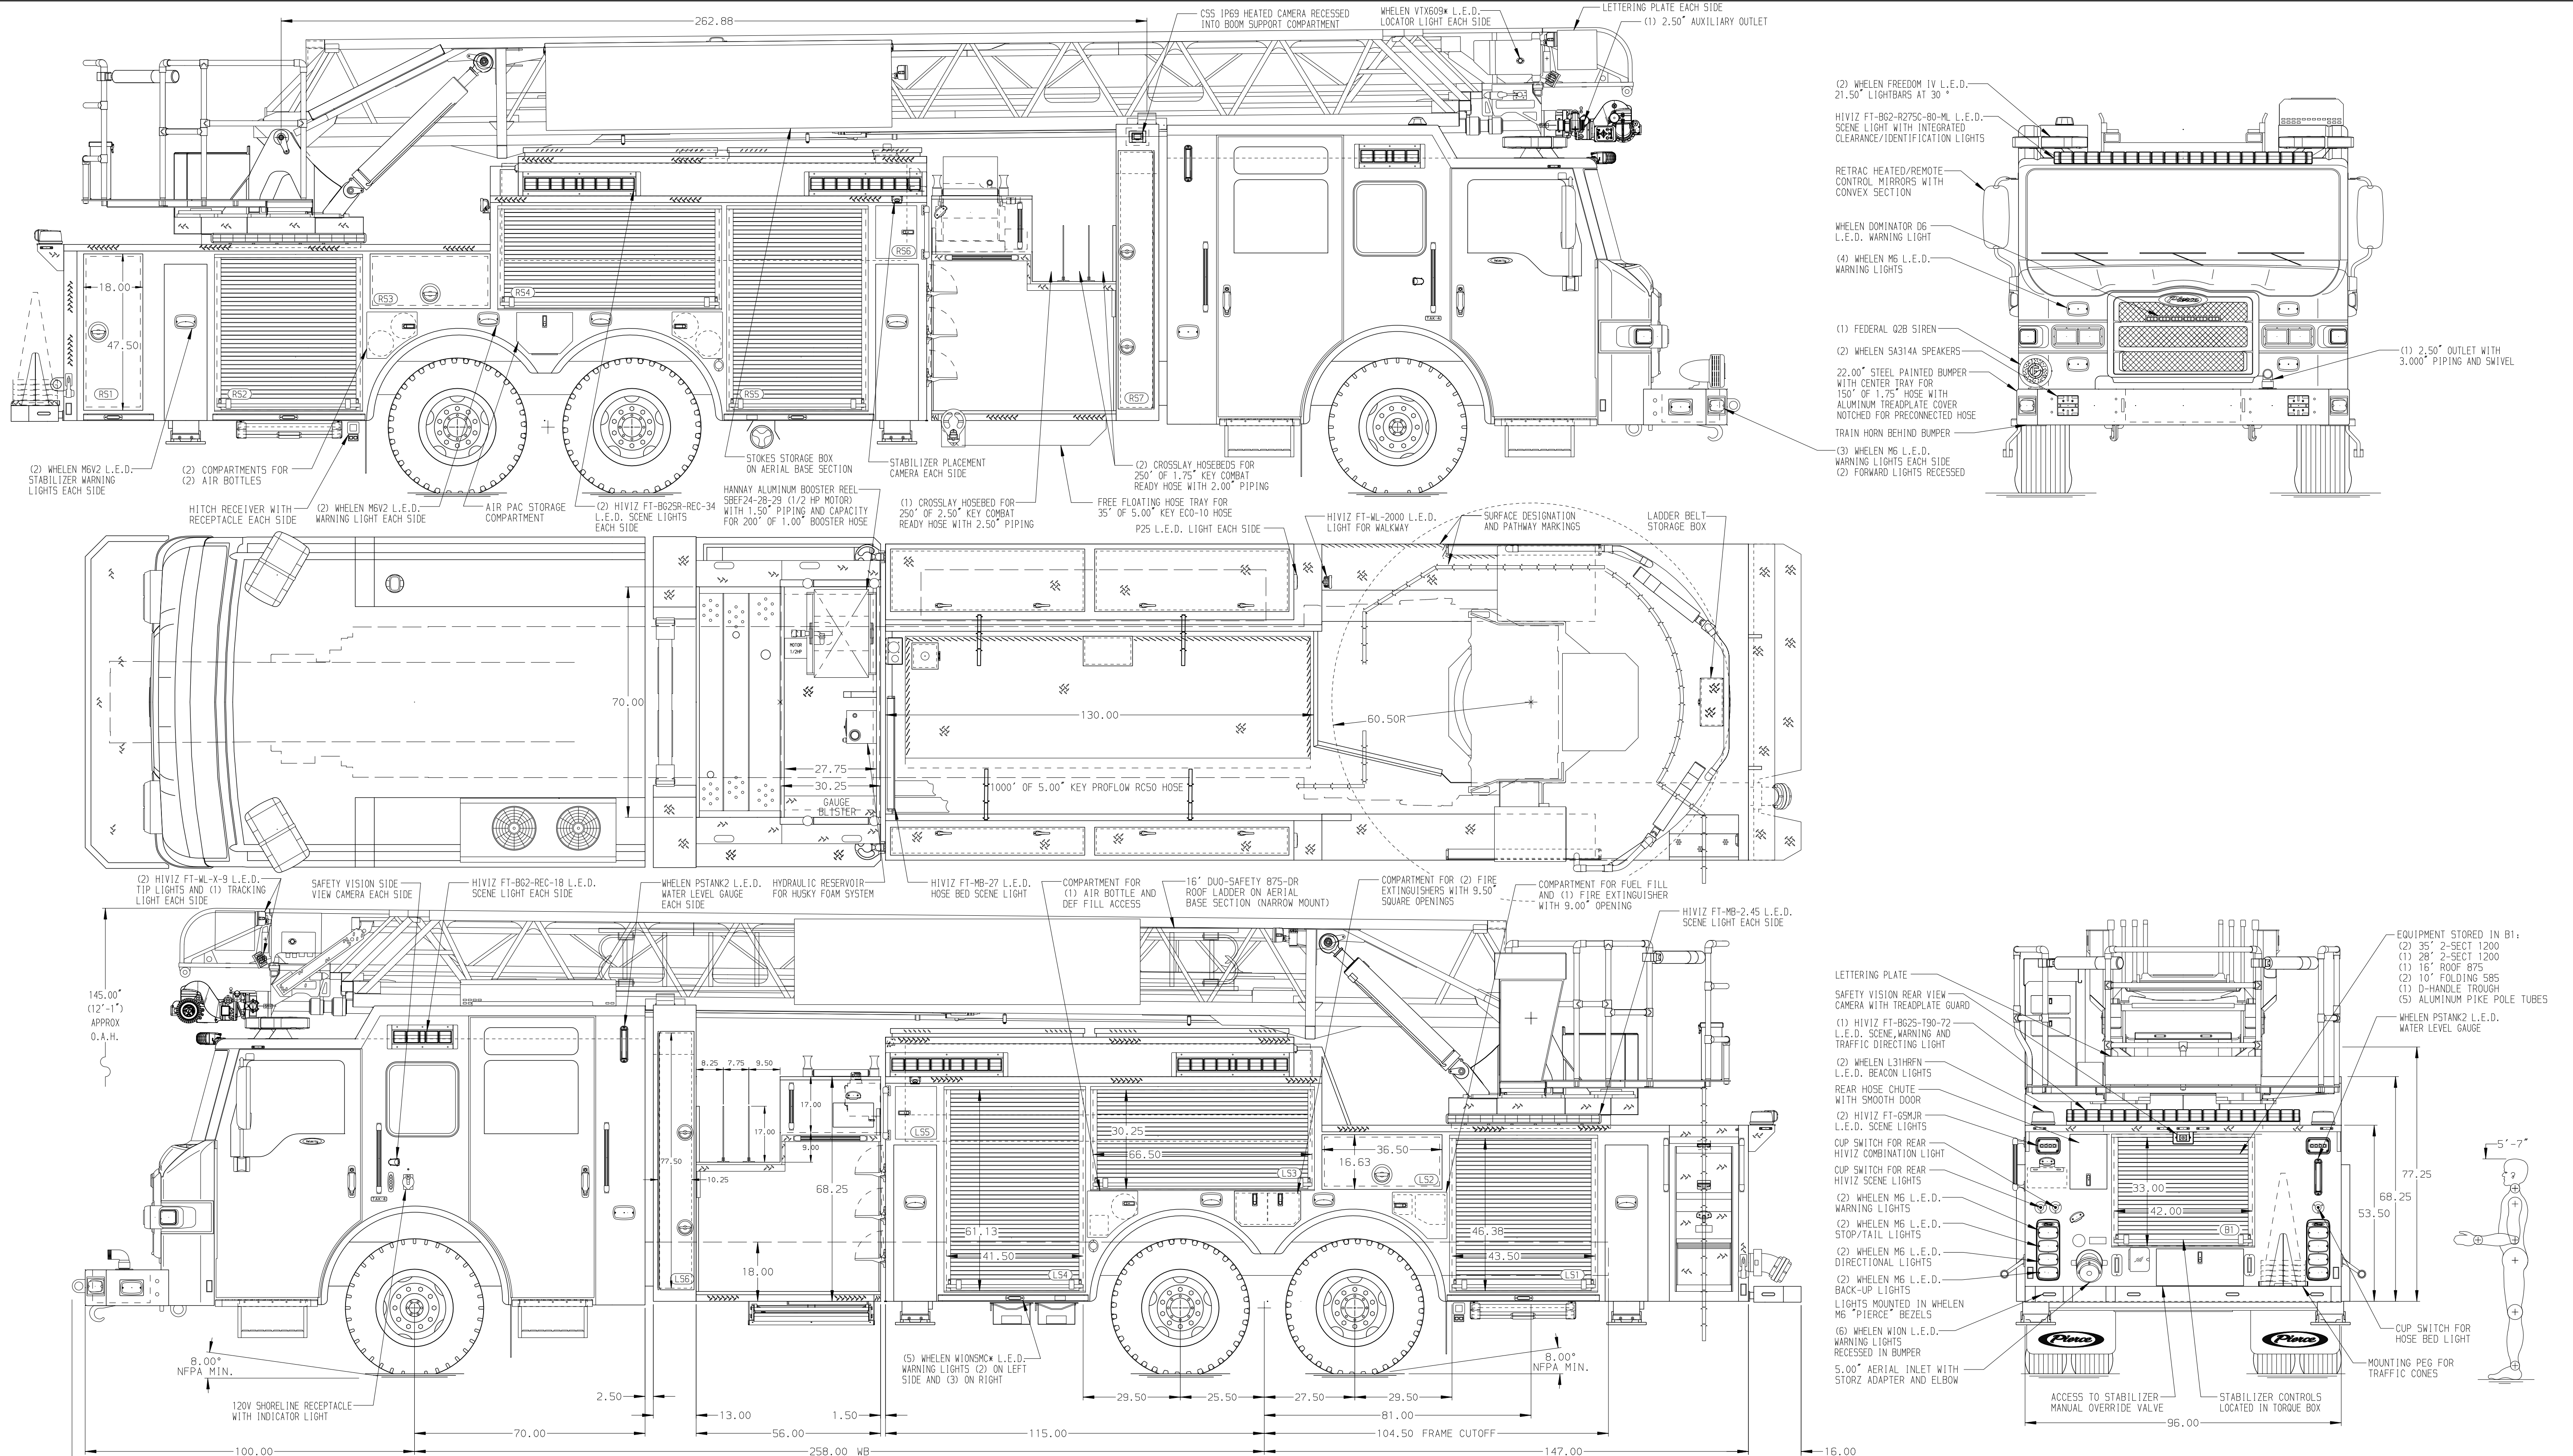 262.88
CS5 IP69 HEATED CAMERA RECESSED
INTO BOOM SUPPORT COMPARTMENT
WHELEN VTX609* L.E.D.
LOCATOR LIGHT EACH SIDE
LETTERING PLATE EACH SIDE
(1) 2.50" AUXILIARY OUTLET
18.00
47.50
RS1
RS2
RS3
RS4
RS5
RS6
RS7
Pierce
TAK-4
(2) WHELEN M6V2 L.E.D.
STABILIZER WARNING
LIGHTS EACH SIDE
(2) COMPARTMENTS FOR
(2) AIR BOTTLES
HITCH RECEIVER WITH
RECEPTACLE EACH SIDE
(2) WHELEN M6V2 L.E.D.
WARNING LIGHT EACH SIDE
AIR PAC STORAGE
COMPARTMENT
(2) HIVIZ FT-BG2SR-REC-34
L.E.D. SCENE LIGHTS
EACH SIDE
STOKES STORAGE BOX
ON AERIAL BASE SECTION
HANNAY ALUMINUM BOOSTER REEL
SBEF24-28-29 (1/2 HP MOTOR)
WITH 1.50" PIPING AND CAPACITY
FOR 200' OF 1.00" BOOSTER HOSE
STABILIZER PLACEMENT
CAMERA EACH SIDE
(1) CROSSLAY HOSEBED FOR
250' OF 2.50" KEY COMBAT
READY HOSE WITH 2.50" PIPING
(2) CROSSLAY HOSEBEDS FOR
250' OF 1.75" KEY COMBAT
READY HOSE WITH 2.00" PIPING
FREE FLOATING HOSE TRAY FOR
35' OF 5.00" KEY ECO-10 HOSE
(2) WHELEN FREEDOM IV L.E.D.
21.50" LIGHTBARS AT 30 °
HIVIZ FT-BG2-R275C-80-ML L.E.D.
SCENE LIGHT WITH INTEGRATED
CLEARANCE/IDENTIFICATION LIGHTS
RETRAC HEATED/REMOTE
CONTROL MIRRORS WITH
CONVEX SECTION
WHELEN DOMINATOR D6
L.E.D. WARNING LIGHT
(4) WHELEN M6 L.E.D.
WARNING LIGHTS
(1) FEDERAL Q2B SIREN
(2) WHELEN SA314A SPEAKERS
22.00" STEEL PAINTED BUMPER
WITH CENTER TRAY FOR
150' OF 1.75" HOSE WITH
ALUMINUM TREADPLATE COVER
NOTCHED FOR PRECONNECTED HOSE
TRAIN HORN BEHIND BUMPER
(3) WHELEN M6 L.E.D.
WARNING LIGHTS EACH SIDE
(2) FORWARD LIGHTS RECESSED
Pierce
(1) 2.50" OUTLET WITH
3.000" PIPING AND SWIVEL
P25 L.E.D. LIGHT EACH SIDE
HIVIZ FT-WL-2000 L.E.D.
LIGHT FOR WALKWAY
SURFACE DESIGNATION
AND PATHWAY MARKINGS
LADDER BELT
STORAGE BOX
MOTOR
1/2HP
70.00
130.00
60.50R
27.75
30.25
GAUGE
BLISTER
1000' OF 5.00" KEY PROFLOW RC50 HOSE
(2) HIVIZ FT-WL-X-9 L.E.D.
TIP LIGHTS AND (1) TRACKING
LIGHT EACH SIDE
SAFETY VISION SIDE
VIEW CAMERA EACH SIDE
HIVIZ FT-BG2-REC-18 L.E.D.
SCENE LIGHT EACH SIDE
WHELEN PSTANK2 L.E.D.
WATER LEVEL GAUGE
EACH SIDE
HYDRAULIC RESERVOIR
FOR HUSKY FOAM SYSTEM
HIVIZ FT-MB-27 L.E.D.
HOSE BED SCENE LIGHT
COMPARTMENT FOR
(1) AIR BOTTLE AND
DEF FILL ACCESS
16' DUO-SAFETY 875-DR
ROOF LADDER ON AERIAL
BASE SECTION (NARROW MOUNT)
COMPARTMENT FOR (2) FIRE
EXTINGUISHERS WITH 9.50"
SQUARE OPENINGS
COMPARTMENT FOR FUEL FILL
AND (1) FIRE EXTINGUISHER
WITH 9.00" OPENING
HIVIZ FT-MB-2.45 L.E.D.
SCENE LIGHT EACH SIDE
145.00"
(12'-1")
APPROX
O.A.H.
Pierce
TAK-4
8.25
7.75
9.50
17.00
17.00
9.00
77.50
10.25
68.25
18.00
LS6
LS5
30.25
66.50
LS3
36.50
16.63
LS2
61.13
41.50
LS4
46.38
43.50
LS1
8.00°
NFPA MIN.
8.00°
NFPA MIN.
120V SHORELINE RECEPTACLE
WITH INDICATOR LIGHT
(5) WHELEN WIONSMC* L.E.D.
WARNING LIGHTS (2) ON LEFT
SIDE AND (3) ON RIGHT
29.50
25.50
27.50
29.50
2.50
13.00
1.50
81.00
70.00
56.00
115.00
104.50 FRAME CUTOFF
100.00
258.00 WB
147.00
16.00
LETTERING PLATE
SAFETY VISION REAR VIEW
CAMERA WITH TREADPLATE GUARD
(1) HIVIZ FT-BG2S-T90-72
L.E.D. SCENE,WARNING AND
TRAFFIC DIRECTING LIGHT
(2) WHELEN L31HRFN
L.E.D. BEACON LIGHTS
REAR HOSE CHUTE
WITH SMOOTH DOOR
(2) HIVIZ FT-GSMJR
L.E.D. SCENE LIGHTS
CUP SWITCH FOR REAR
HIVIZ COMBINATION LIGHT
CUP SWITCH FOR REAR
HIVIZ SCENE LIGHTS
(2) WHELEN M6 L.E.D.
WARNING LIGHTS
(2) WHELEN M6 L.E.D.
STOP/TAIL LIGHTS
(2) WHELEN M6 L.E.D.
DIRECTIONAL LIGHTS
(2) WHELEN M6 L.E.D.
BACK-UP LIGHTS
LIGHTS MOUNTED IN WHELEN
M6 "PIERCE" BEZELS
(6) WHELEN WION L.E.D.
WARNING LIGHTS
RECESSED IN BUMPER
5.00" AERIAL INLET WITH
STORZ ADAPTER AND ELBOW
EQUIPMENT STORED IN B1:
(2) 35' 2-SECT 1200
(1) 28' 2-SECT 1200
(1) 16' ROOF 875
(2) 10' FOLDING 585
(1) D-HANDLE TROUGH
(5) ALUMINUM PIKE POLE TUBES
WHELEN PSTANK2 L.E.D.
WATER LEVEL GAUGE
5'-7"
33.00
42.00
B1
77.25
68.25
53.50
Pierce
Pierce
CUP SWITCH FOR
HOSE BED LIGHT
MOUNTING PEG FOR
TRAFFIC CONES
ACCESS TO STABILIZER
MANUAL OVERRIDE VALVE
STABILIZER CONTROLS
LOCATED IN TORQUE BOX
96.00